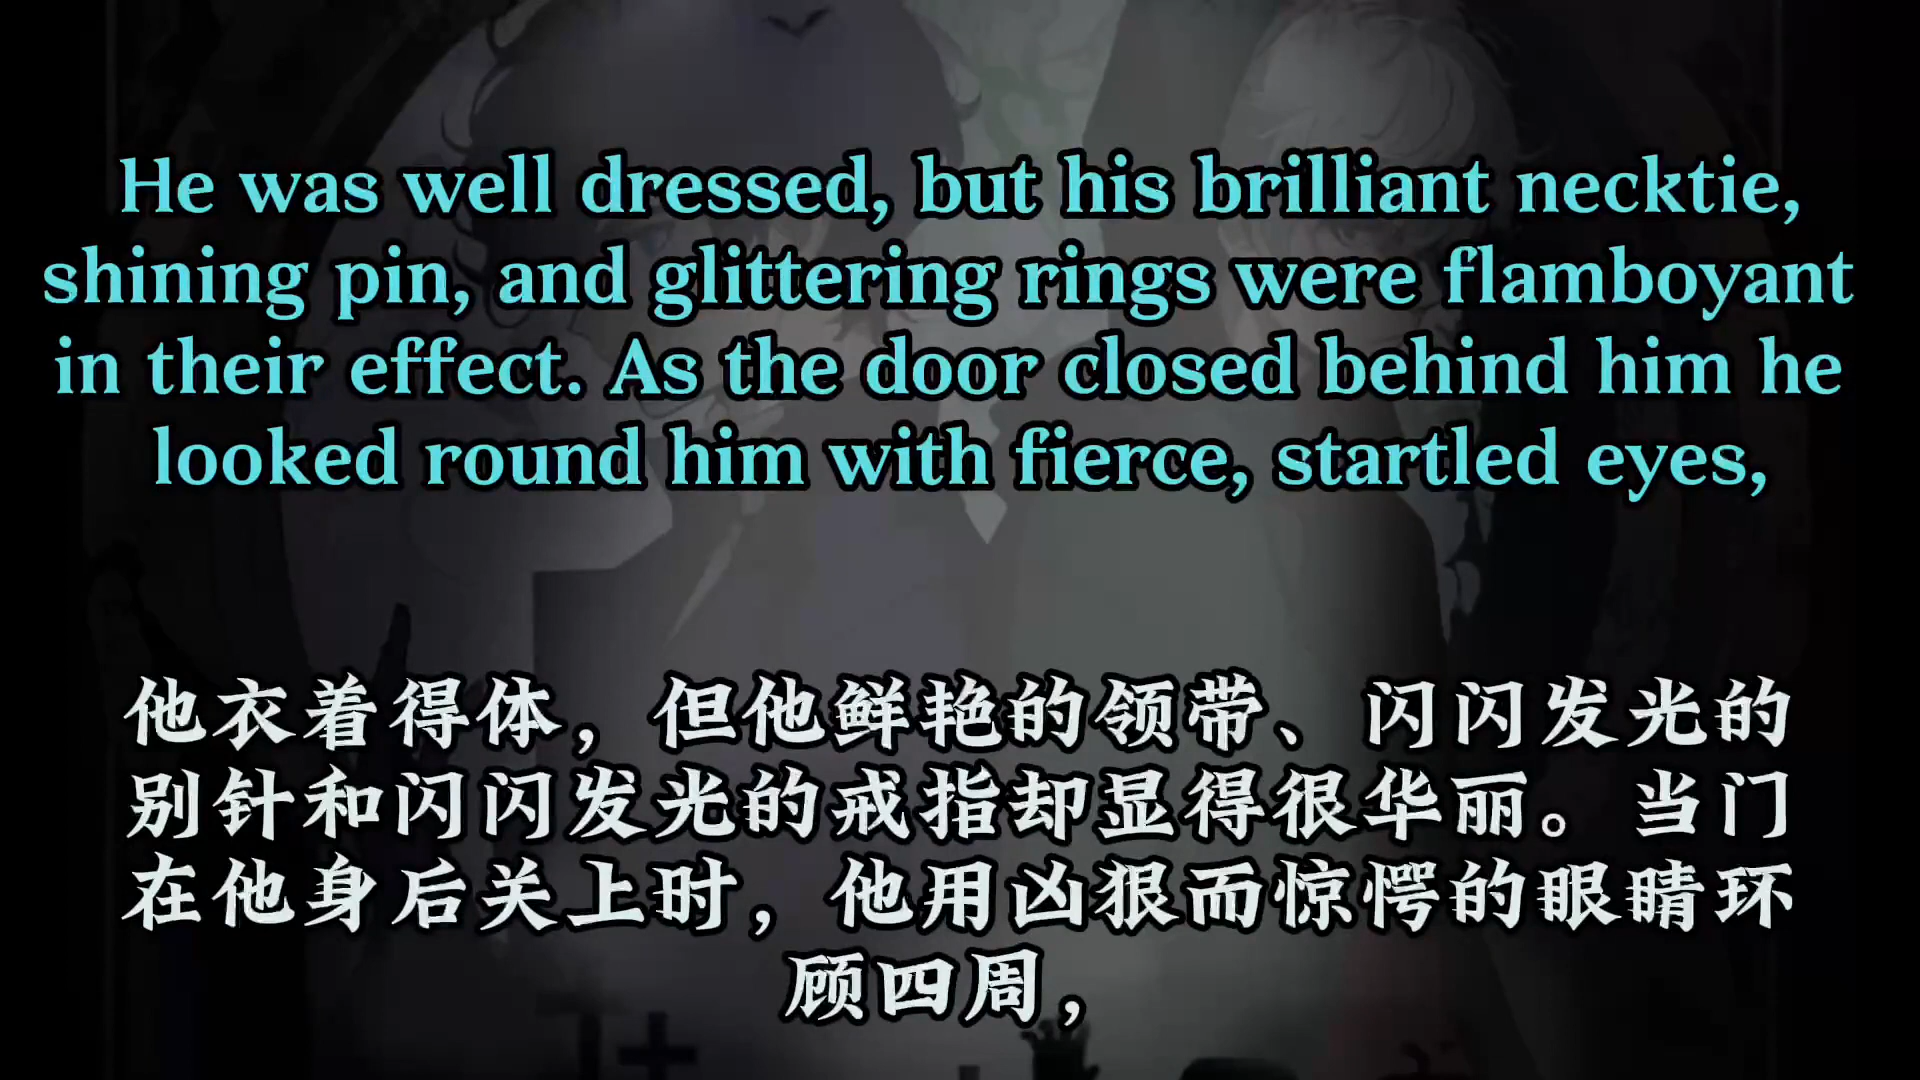 He was well dressed, but his brilliant necktie,
shining pin, and glittering rings were flamboyant
in their effect. As the door closed behind him he
looked round him with fierce, startled eyes,
他衣着得体，但他鲜艳的领带、闪闪发光的
别针和闪闪发光的戒指却显得很华丽。当门
在他身后关上时，他用凶狠而惊愕的眼睛环
顾四周，